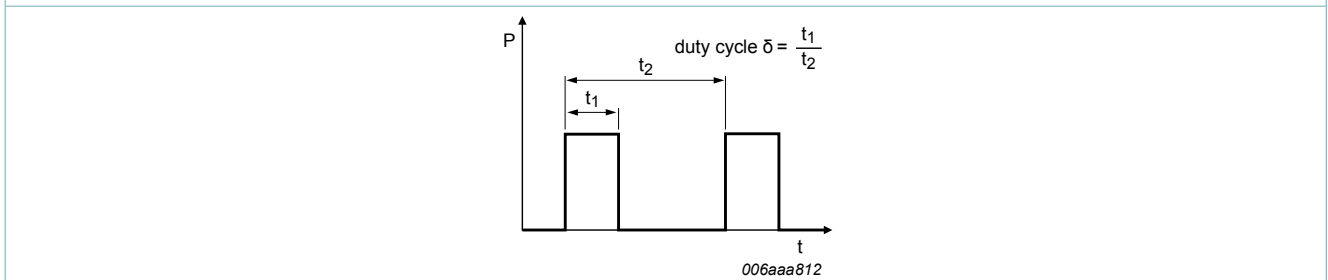 P
duty cycle δ = t1/t2
t2
t1
t
006aaa812